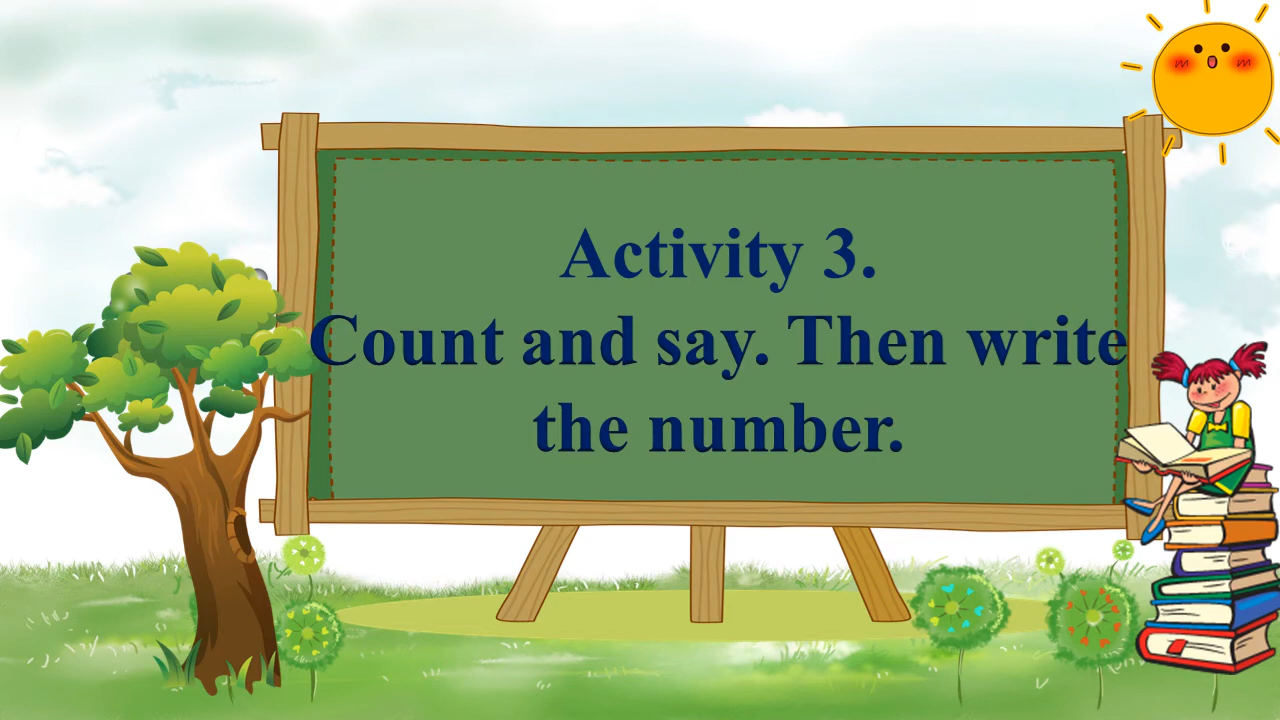 Activity 3.
Count and say. Then write
the number.